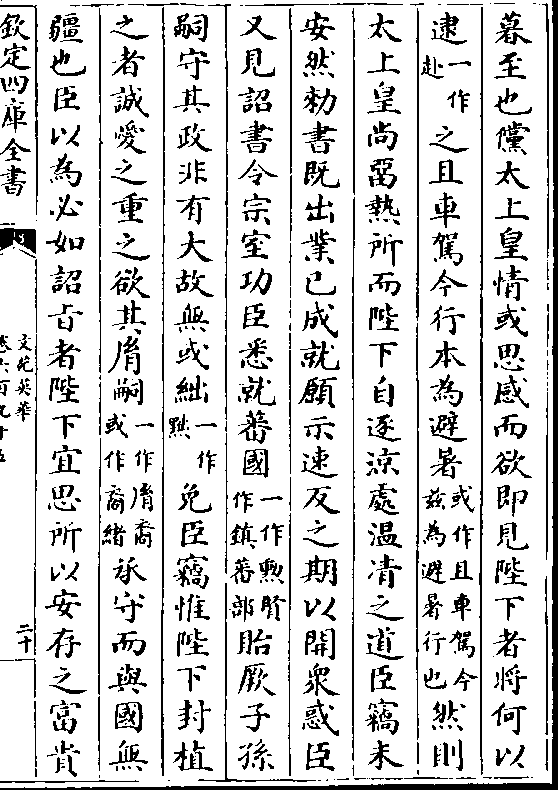 暮至也儻太上皇情或思感而欲即見陛下者將何以
逮一作赴之且車駕今行本為避暑或作且車駕今兹為避暑行也然則
太上皇尚留熱所而陛下自逐涼處溫凊之道臣竊未
安然勑書既出業已成就願示速反之期以開衆惑臣
又見詔書令宗室功臣悉就蕃國一作勲賢作鎮蕃部貽厥子孫
嗣守其政非有大故無或絀一作黜免臣竊惟陛下封植
之者誠愛之重之欲其胤嗣一作胤裔或作裔緒承守而與國無
疆也臣以為必如詔㫖者陛下宜思所以安存之富貴
欽定四庫全書
文苑英華
卷六百九十五
二十